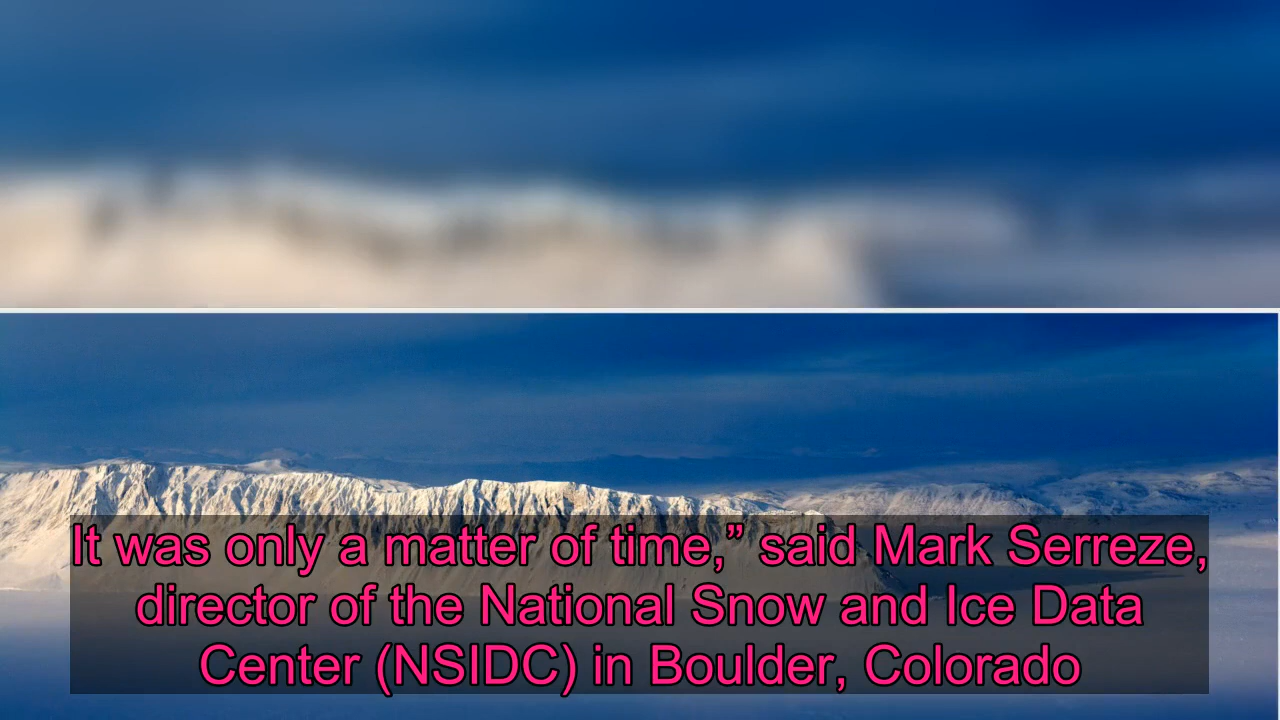 It was only a matter of time,” said Mark Serreze,
director of the National Snow and Ice Data
Center (NSIDC) in Boulder, Colorado